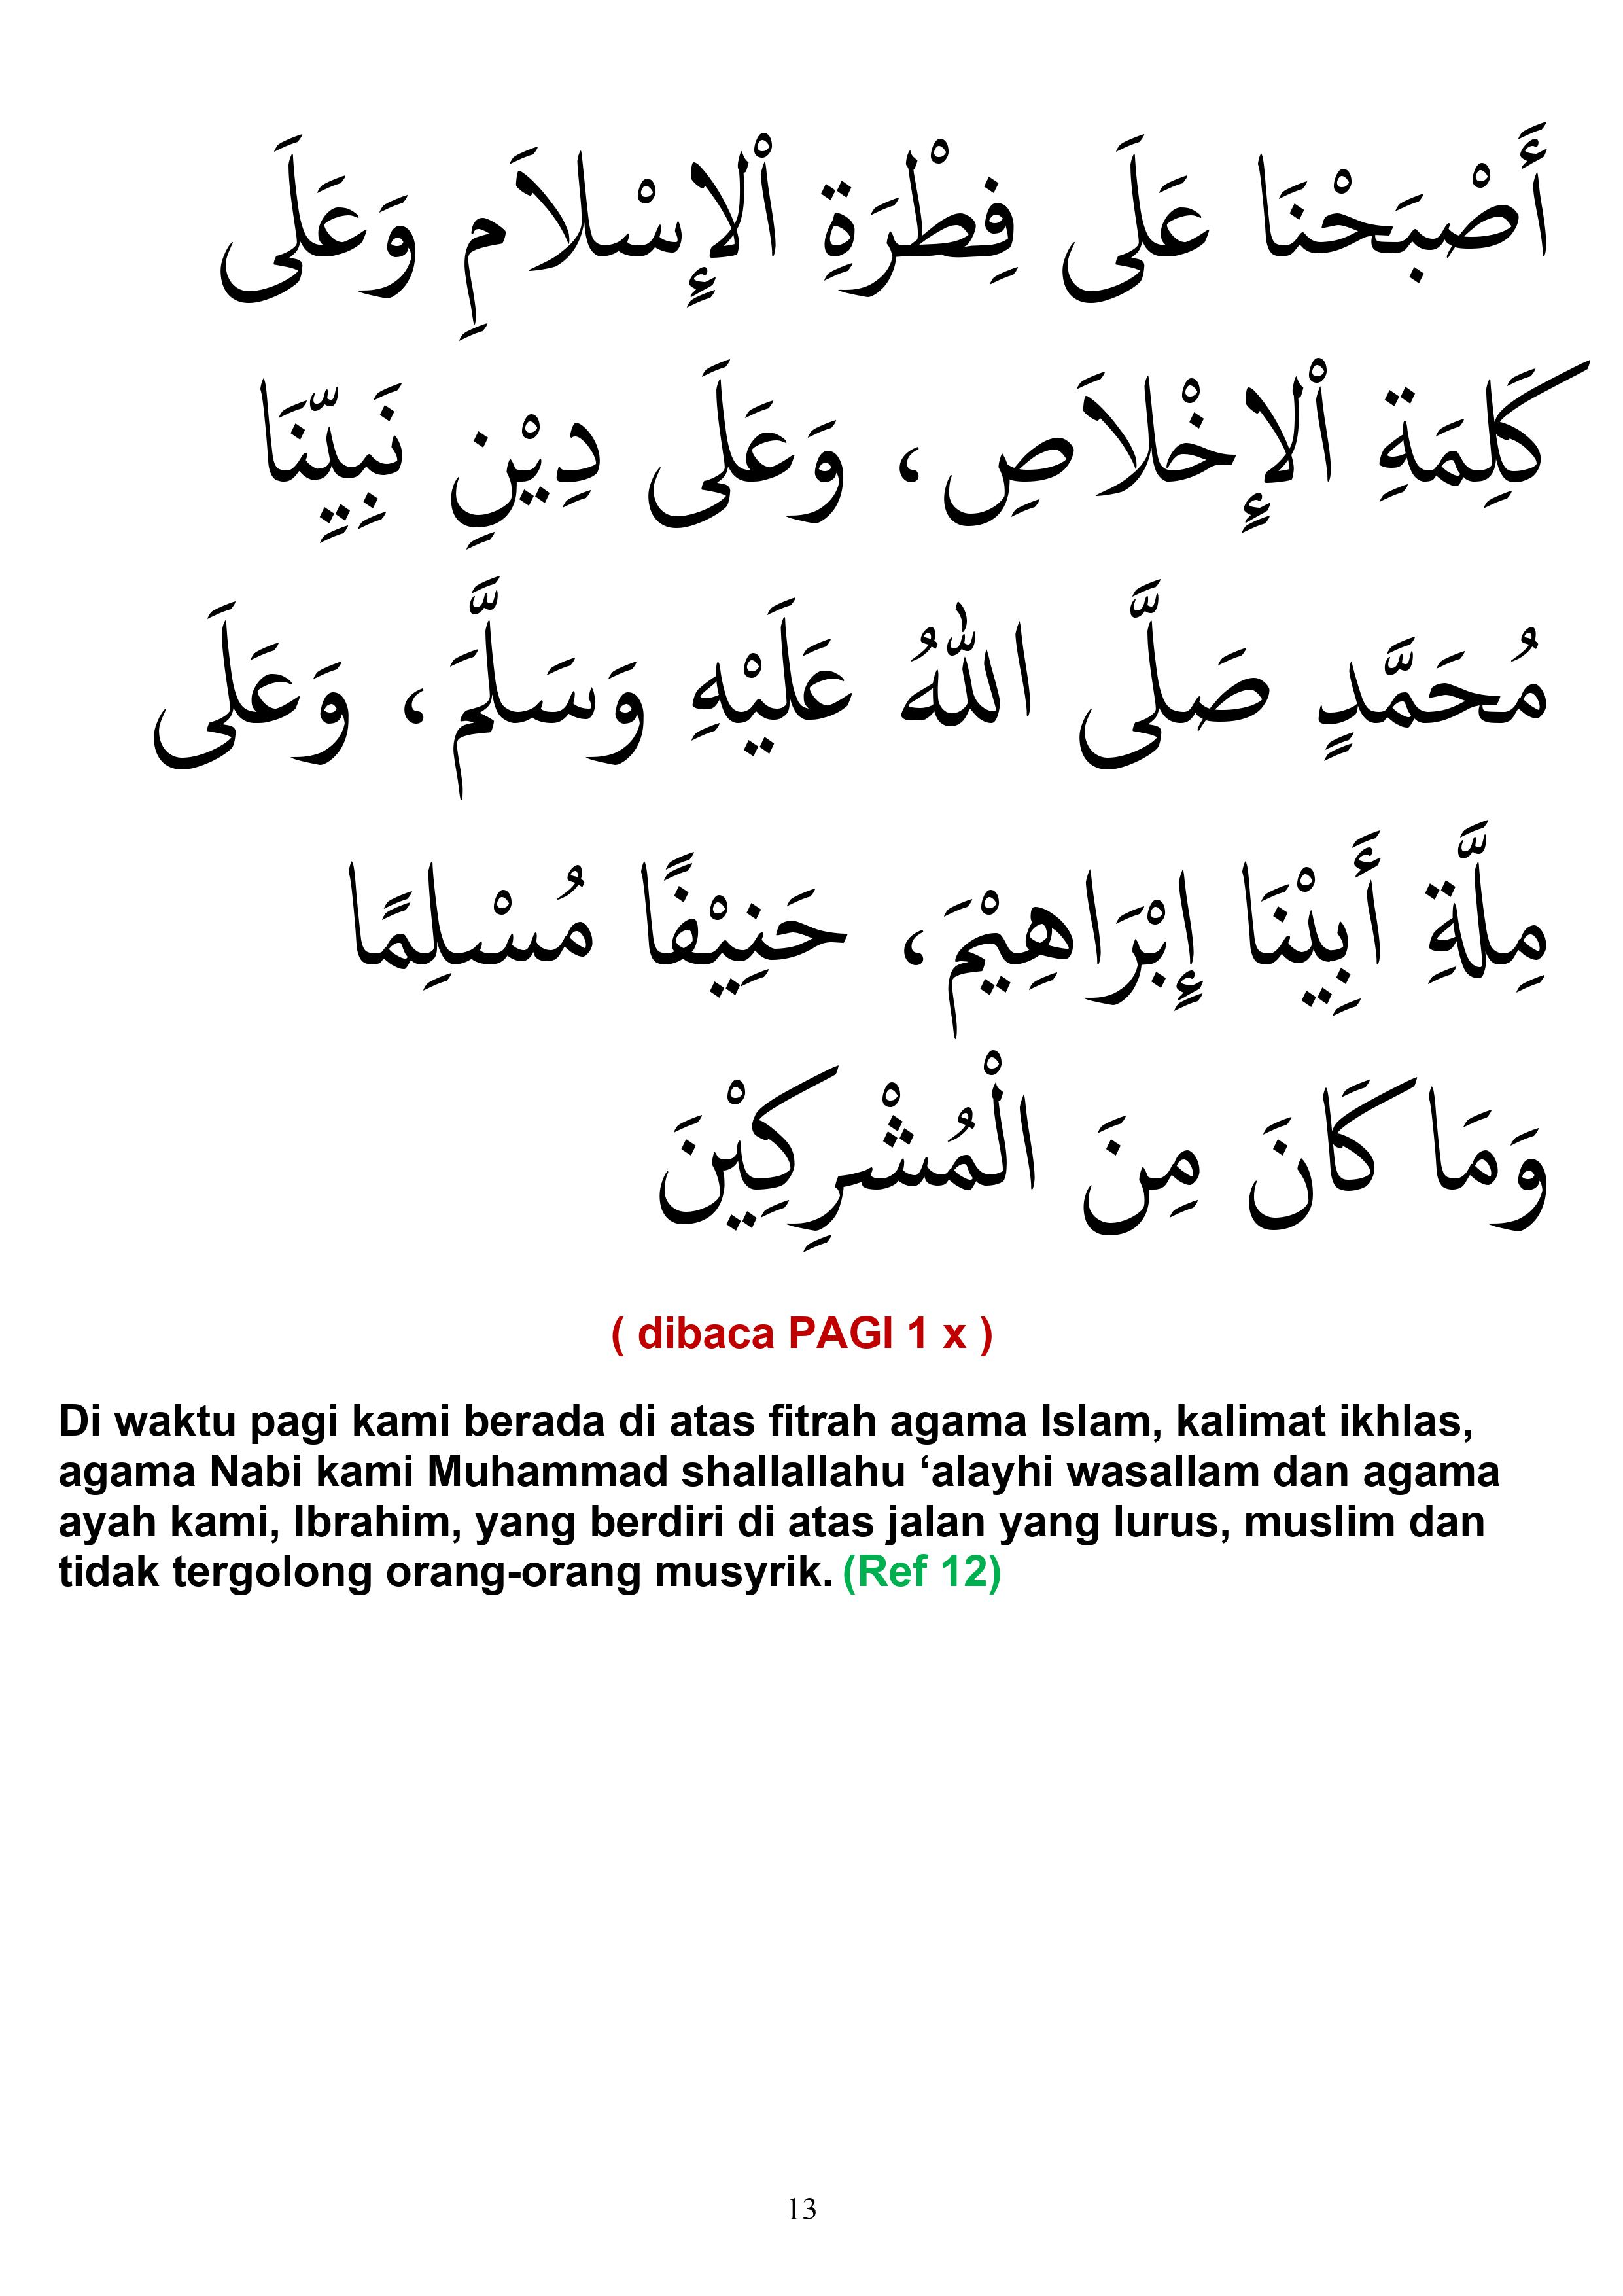 أَصْبَحْنَا عَلَى فِطْرَةِ اْلإِسْلاَمِ وَعَلَى
كَلِمَةِ اْلإِخْلاَصِ، وَعَلَى دِيْنِ نَبِيِّنَا
مُحَمَّدٍ صَلَّى اللهُ عَلَيْهِ وَسَلَّمَ، وَعَلَى
مِلَّةِ أَبِيْنَا إِبْرَاهِيْمَ، حَنِيْفًا مُسْلِمًا
وَمَا كَانَ مِنَ الْمُشْرِكِيْنَ
( dibaca PAGI 1 x )
Di waktu pagi kami berada di atas fitrah agama Islam, kalimat ikhlas,
agama Nabi kami Muhammad shallallahu ‘alayhi wasallam dan agama
ayah kami, Ibrahim, yang berdiri di atas jalan yang lurus, muslim dan
tidak tergolong orang-orang musyrik. (Ref 12)
13